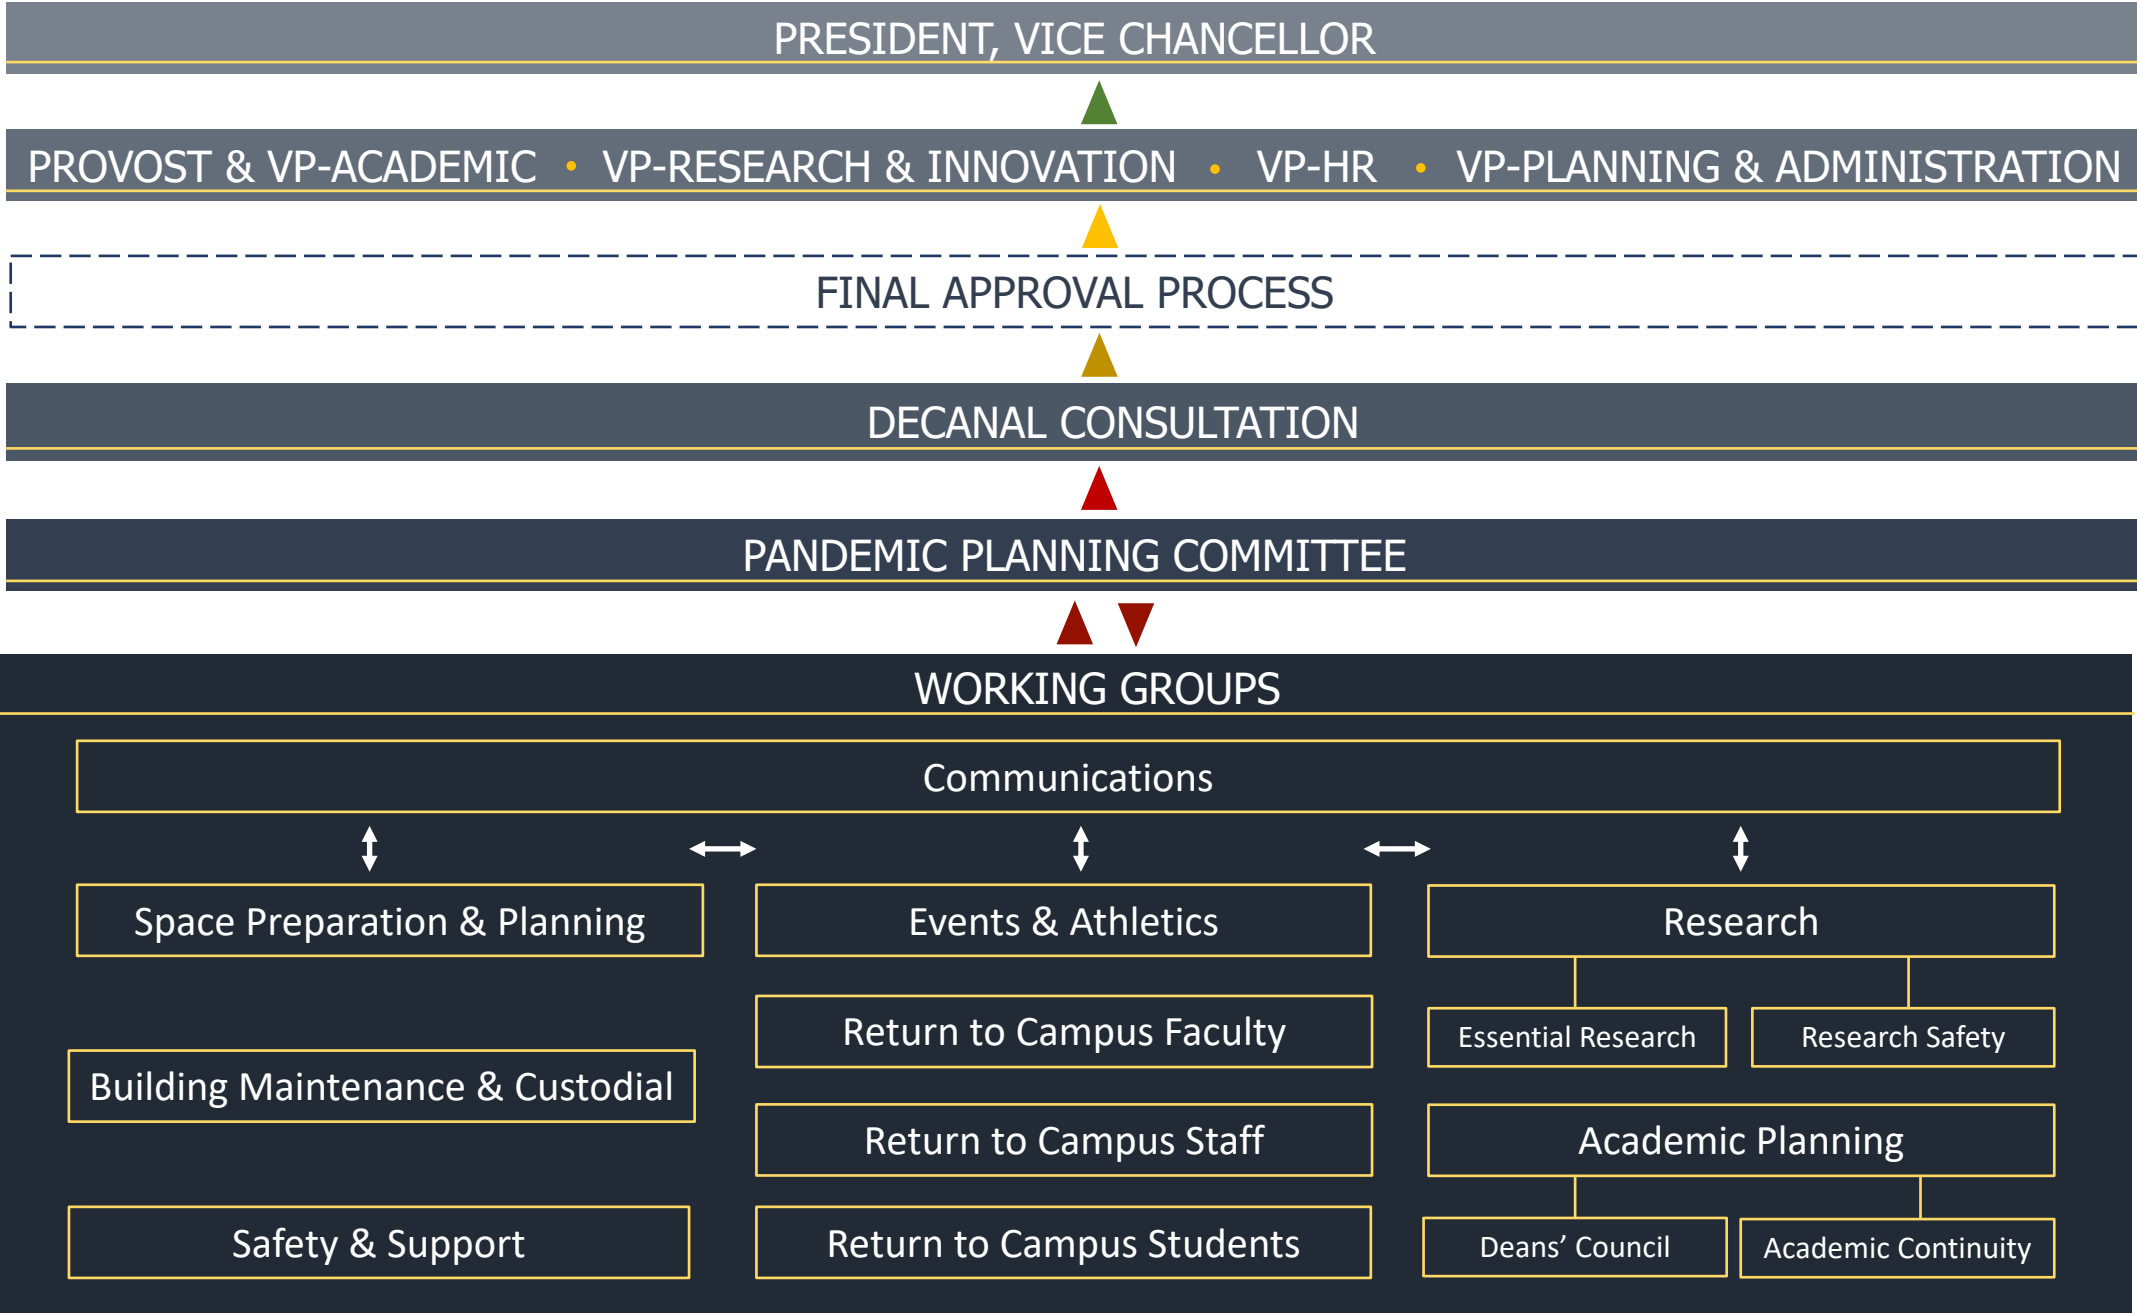 PRESIDENT, VICE CHANCELLOR
PROVOST & VP-ACADEMIC • VP-RESEARCH & INNOVATION • VP-HR • VP-PLANNING & ADMINISTRATION
FINAL APPROVAL PROCESS
DECANAL CONSULTATION
PANDEMIC PLANNING COMMITTEE
WORKING GROUPS
Communications
Space Preparation & Planning
Building Maintenance & Custodial
Safety & Support
Events & Athletics
Return to Campus Faculty
Return to Campus Staff
Return to Campus Students
Research
Essential Research
Research Safety
Academic Planning
Deans’ Council
Academic Continuity